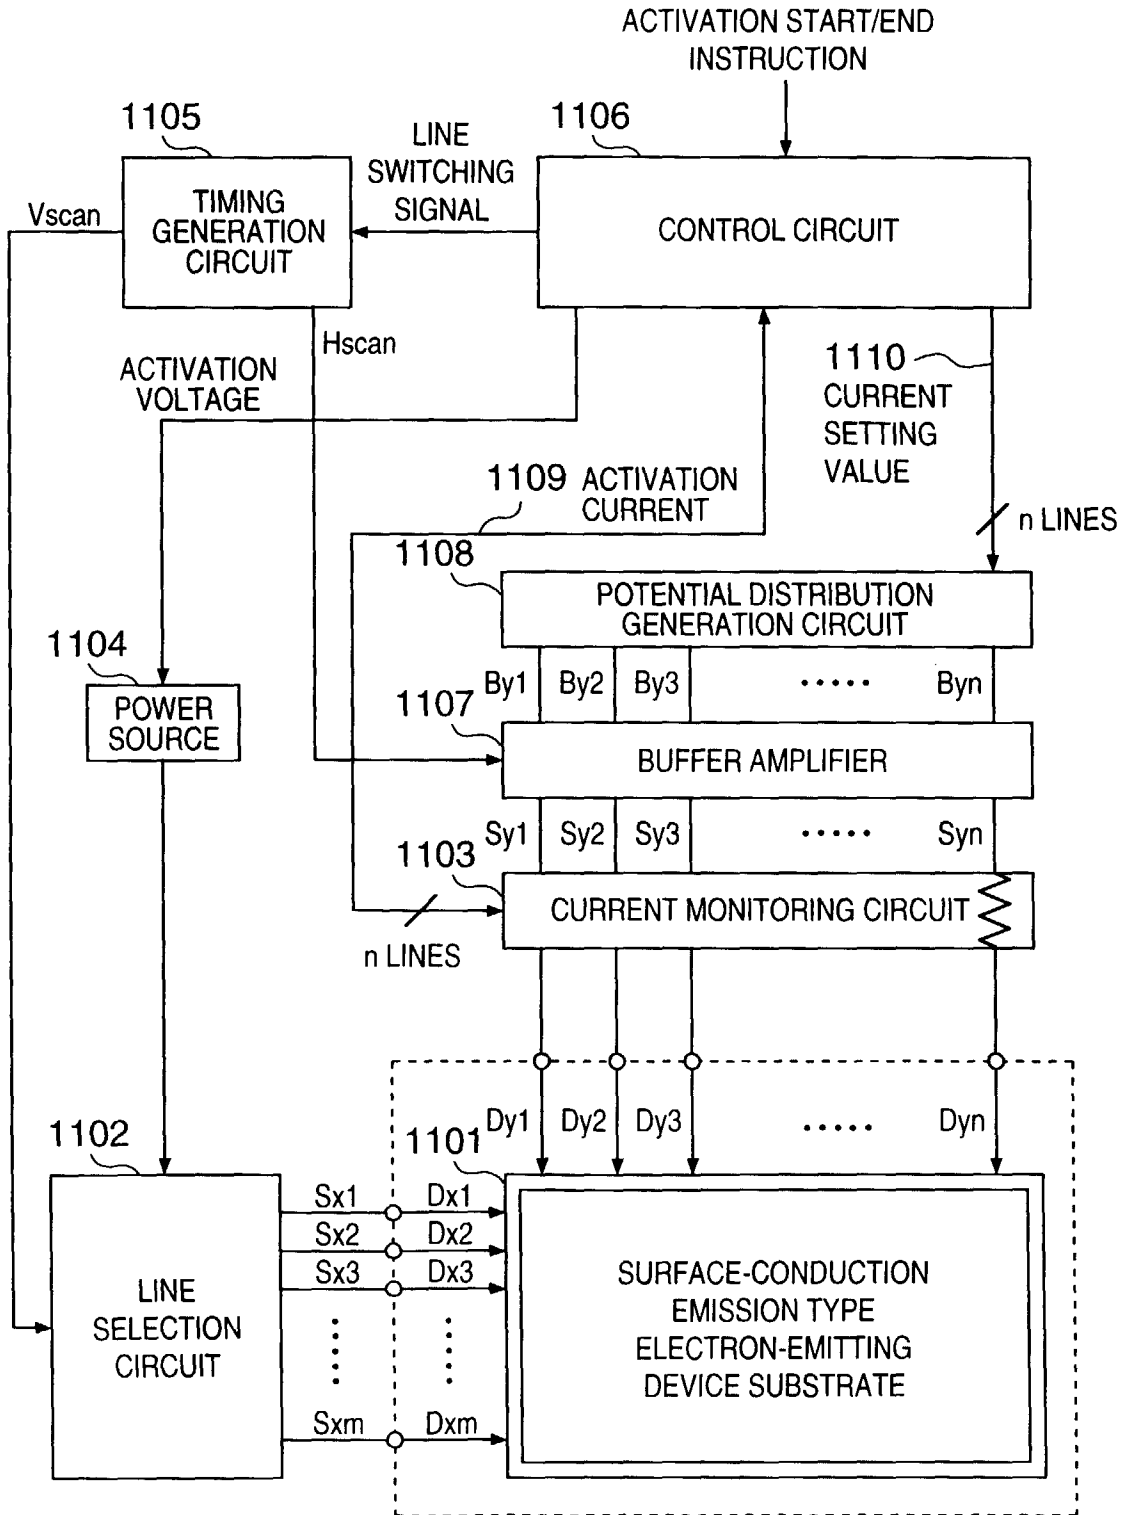 ACTIVATION START/END
INSTRUCTION
1105
1106
LINE
SWITCHING
SIGNAL
TIMING
GENERATION
CIRCUIT
CONTROL CIRCUIT
Vscan
Hscan
ACTIVATION
VOLTAGE
1110
CURRENT
SETTING
VALUE
1109
ACTIVATION
CURRENT
n LINES
1108
POTENTIAL DISTRIBUTION
GENERATION CIRCUIT
1104
POWER
SOURCE
By1 By2 By3 ..... Byn
1107
BUFFER AMPLIFIER
Sy1 Sy2 Sy3 ..... Syn
1103
CURRENT MONITORING CIRCUIT
n LINES
Dy1 Dy2 Dy3 ..... Dyn
1102
1101
LINE
SELECTION
CIRCUIT
Sx1 Dx1
Sx2 Dx2
Sx3 Dx3
Sxm Dxm
SURFACE-CONDUCTION
EMISSION TYPE
ELECTRON-EMITTING
DEVICE SUBSTRATE